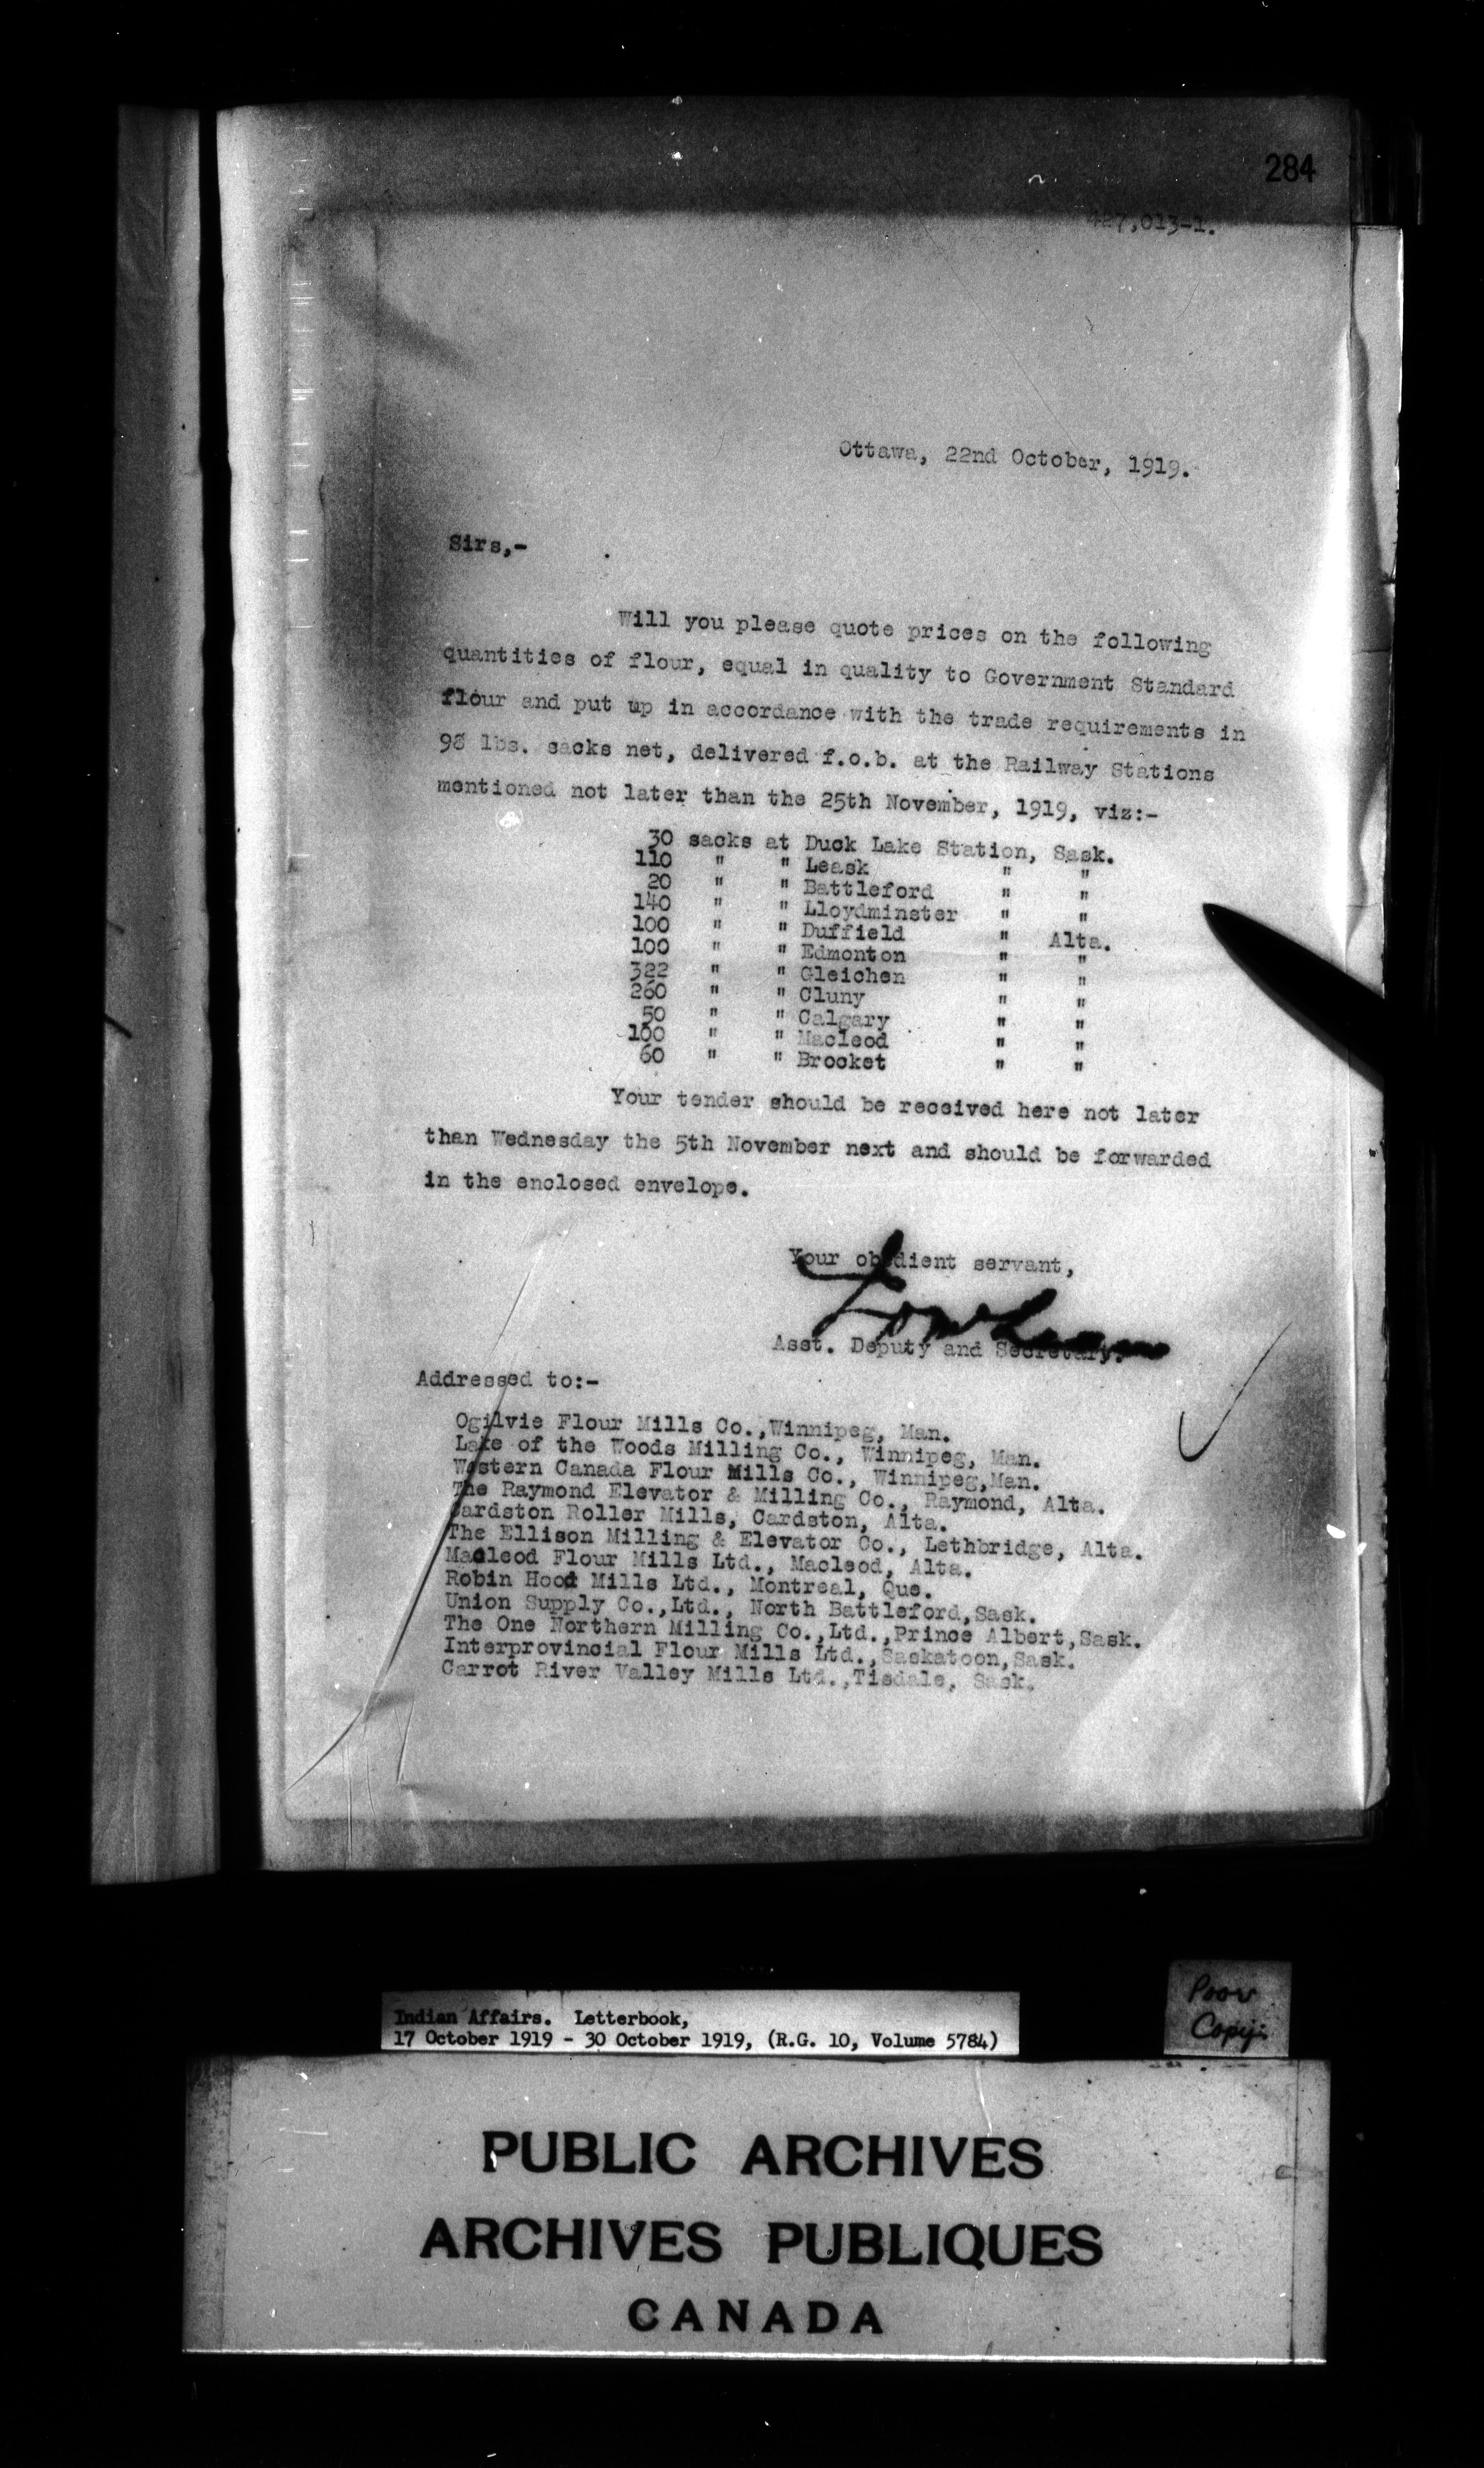 284
427,013-1.
Ottawa, 22nd October, 1919.
Sirs,-
Will you please quote prices on the following
quantities of flour, equal in quality to Government Standard
flour and put up in accordance with the trade requirements in
98 lbs. sacks net, delivered f.o.b. at the Railway Stations
mentioned not later than the 25th November, 1919, viz:-
30 sacks at Duck Lake Station, Sask.
110 " " Leask " "
20 " " Battleford " "
140 " " Lloydminster " "
100 " " Duffield " Alta.
100 " " Edmonton " "
322 " " Gleichen " "
260 " " Cluny " "
50 " " Calgary " "
100 " " Macleod " "
60 " " Brocket " "
Your tender should be received here not later
than Wednesday the 5th November next and should be forwarded
in the enclosed envelope.
Your obedient servant,
Asst. Deputy and Secretary.
Addressed to:-
Ogilvie Flour Mills Co.,Winnipeg, Man.
Lake of the Woods Milling Co., Winnipeg, Man.
Western Canada Flour Mills Co., Winnipeg,Man.
The Raymond Elevator & Milling Co., Raymond, Alta.
Cardston Roller Mills, Cardston, Alta.
The Ellison Milling & Elevator Co., Lethbridge, Alta.
Macleod Flour Mills Ltd., Macleod, Alta.
Robin Hood Mills Ltd., Montreal, Que.
Union Supply Co.,Ltd., North Battleford,Sask.
The One Northern Milling Co.,Ltd.,Prince Albert,Sask.
Interprovincial Flour Mills Ltd.,Saskatoon,Sask.
Carrot River Valley Mills Ltd.,Tisdale, Sask.
Indian Affairs. Letterbook,
17 October 1919 - 30 October 1919, (R.G. 10, Volume 5784)
Poor
Copy
PUBLIC ARCHIVES
ARCHIVES PUBLIQUES
CANADA